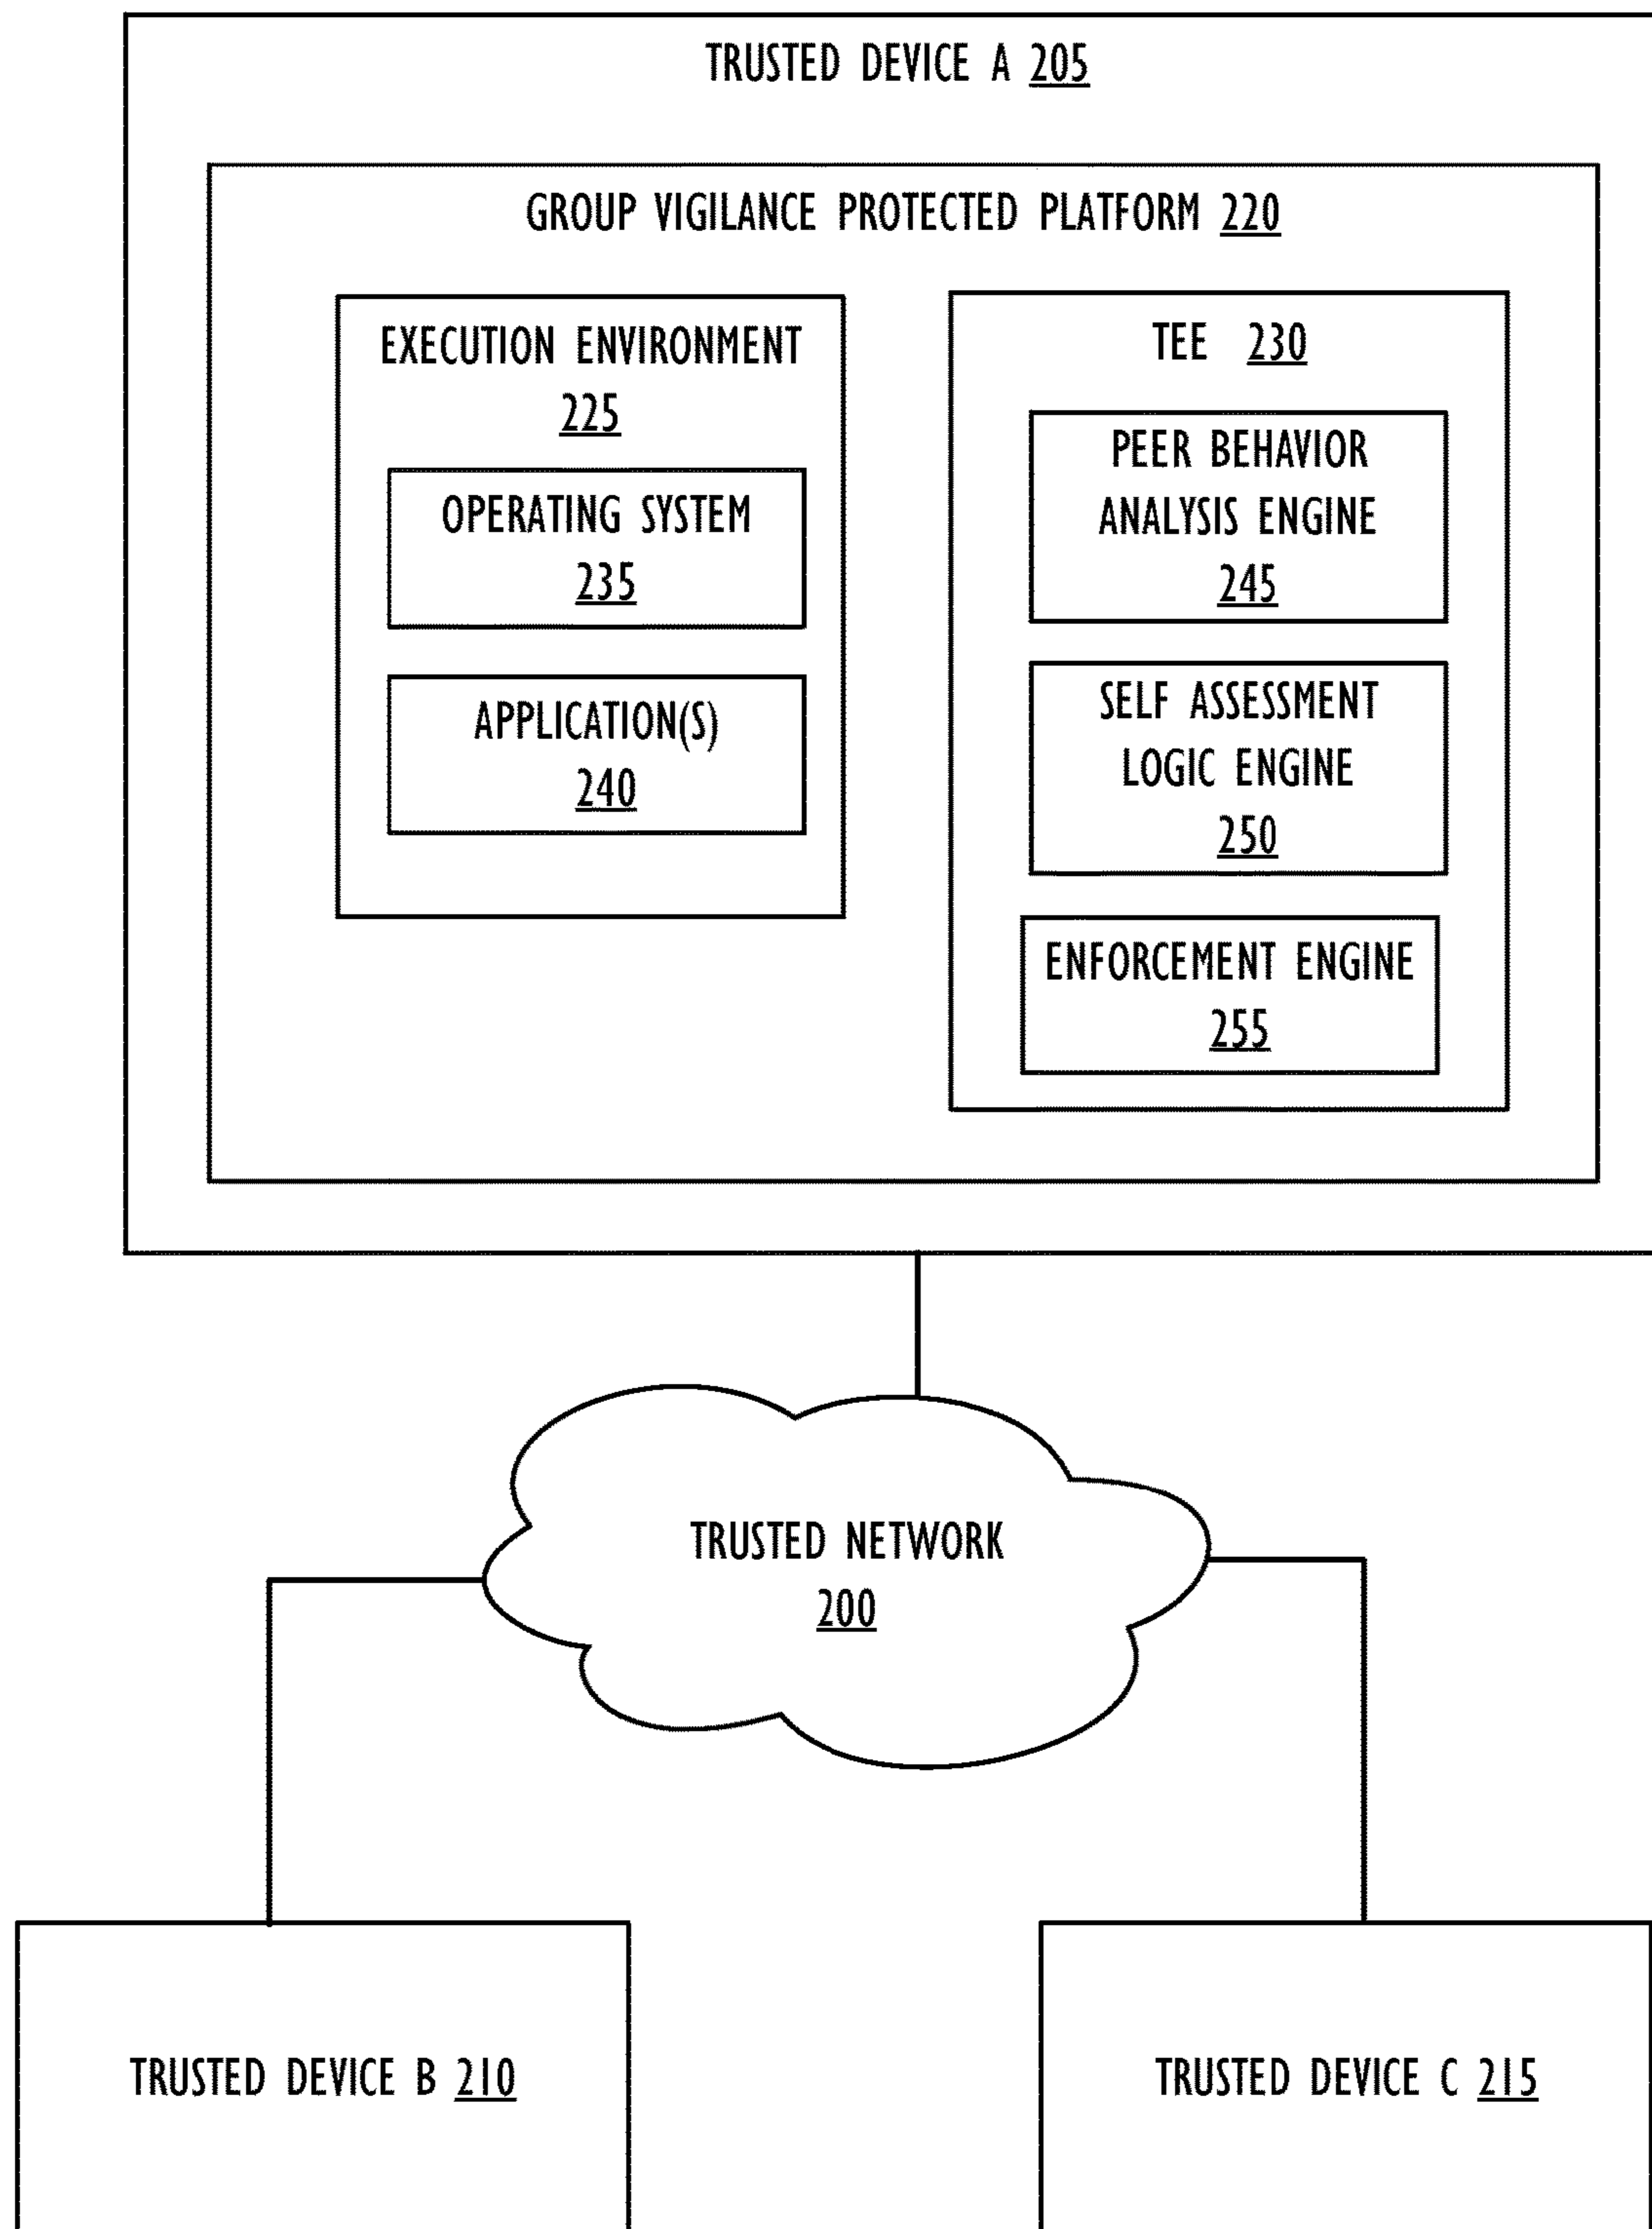 TRUSTED DEVICE A 205
GROUP VIGILANCE PROTECTED PLATFORM 220
EXECUTION ENVIRONMENT
225
OPERATING SYSTEM
235
APPLICATION(S)
240
TEE 230
PEER BEHAVIOR
ANALYSIS ENGINE
245
SELF ASSESSMENT
LOGIC ENGINE
250
ENFORCEMENT ENGINE
255
TRUSTED NETWORK
200
TRUSTED DEVICE B 210
TRUSTED DEVICE C 215